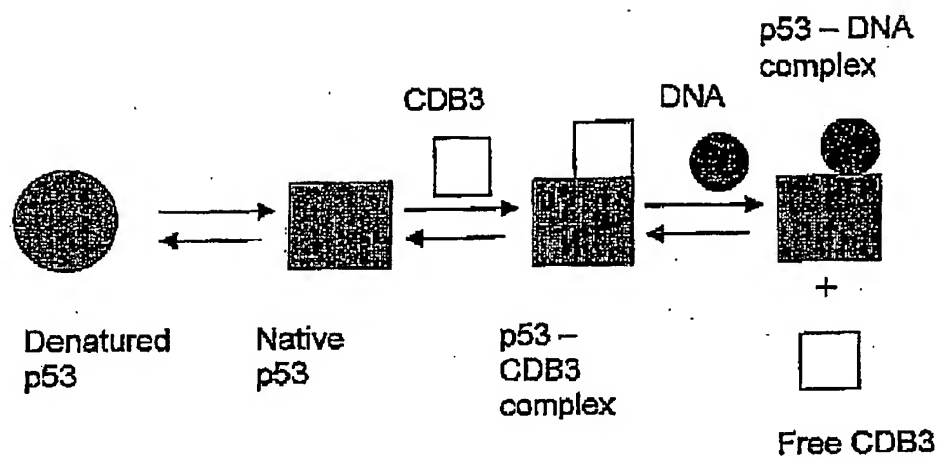 p53 – DNA
complex
CDB3
DNA
+
Denatured
p53
Native
p53
p53 –
CDB3
complex
Free CDB3